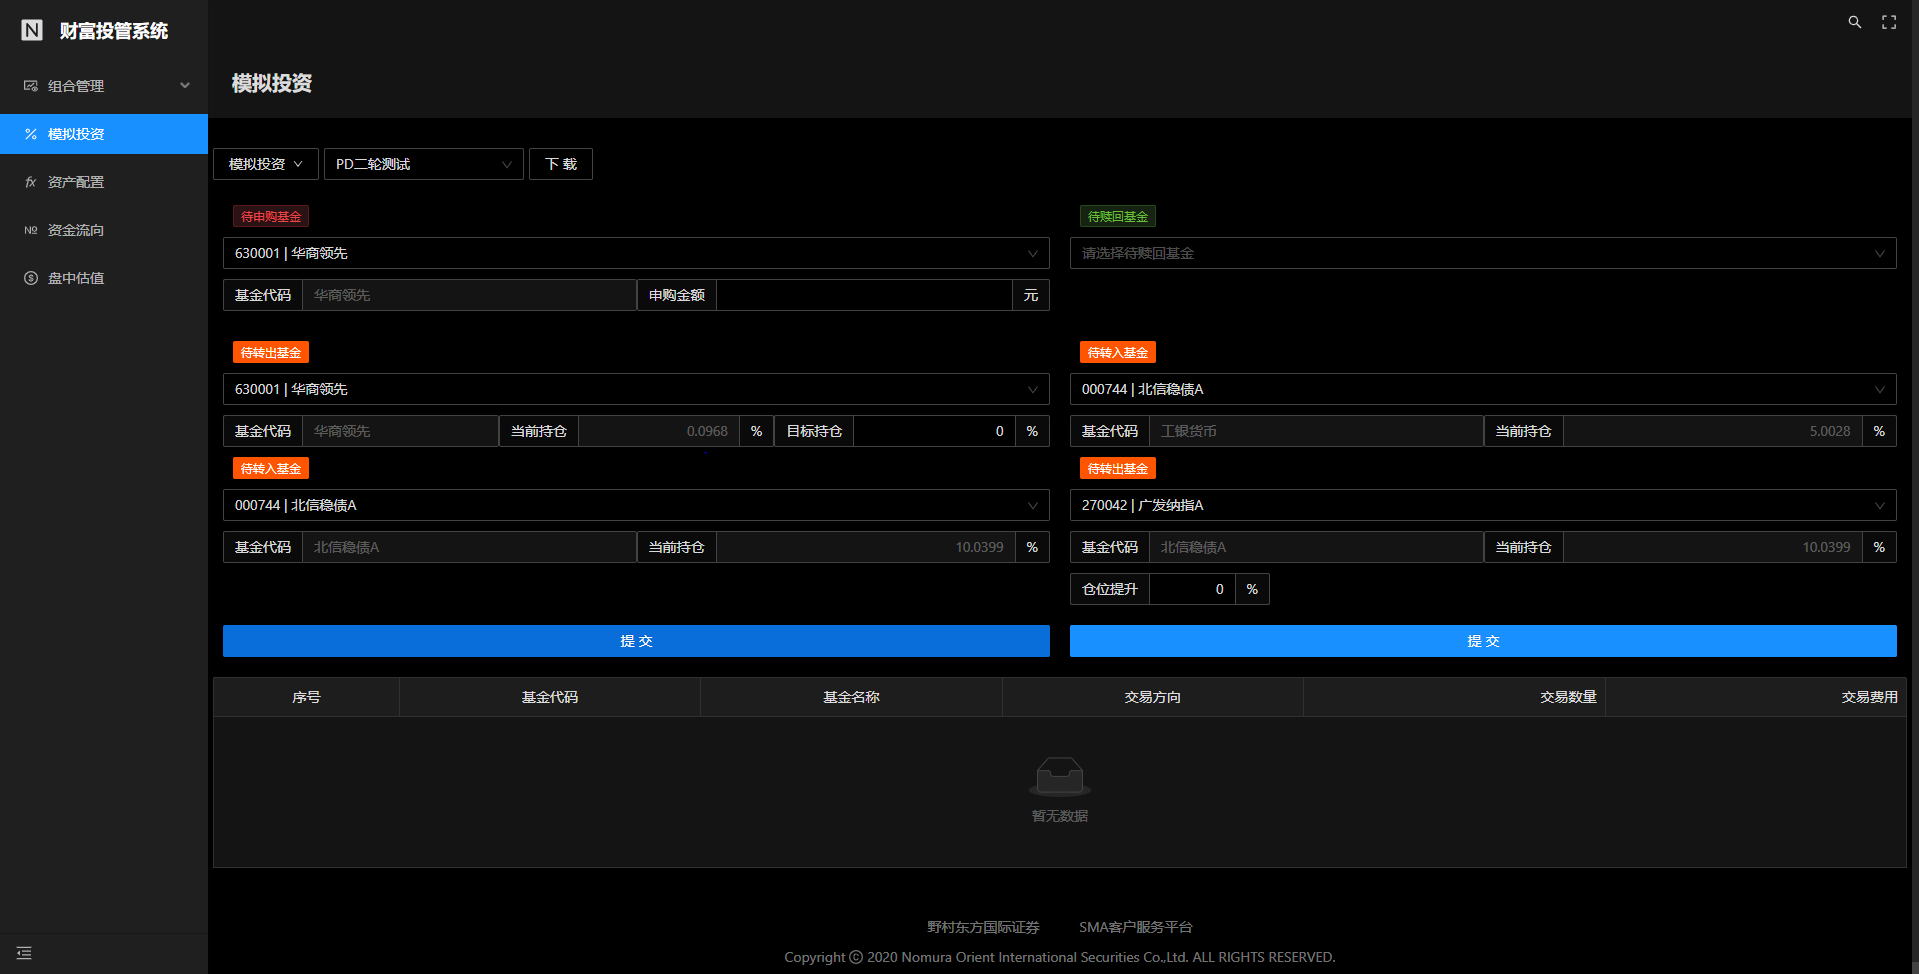 N 财富投管系统
组合管理
模拟投资
资产配置
资金流向
盘中估值
模拟投资
模拟投资 PD二轮测试 下 载
待申购基金 待赎回基金
630001 | 华商领先 请选择待赎回基金
基金代码 华商领先 申购金额 元
待转出基金 待转入基金
630001 | 华商领先 000744 | 北信稳债A
基金代码 华商领先 当前持仓 0.0968 % 目标持仓 0 % 基金代码 工银货币 当前持仓 5.0028 %
待转入基金 待转出基金
000744 | 北信稳债A 270042 | 广发纳指A
基金代码 北信稳债A 当前持仓 10.0399 % 基金代码 北信稳债A 当前持仓 10.0399 %
仓位提升 0 %
提 交 提 交
序号 基金代码 基金名称 交易方向 交易数量 交易费用
暂无数据
野村东方国际证券 SMA客户服务平台
Copyright © 2020 Nomura Orient International Securities Co.,Ltd. ALL RIGHTS RESERVED.